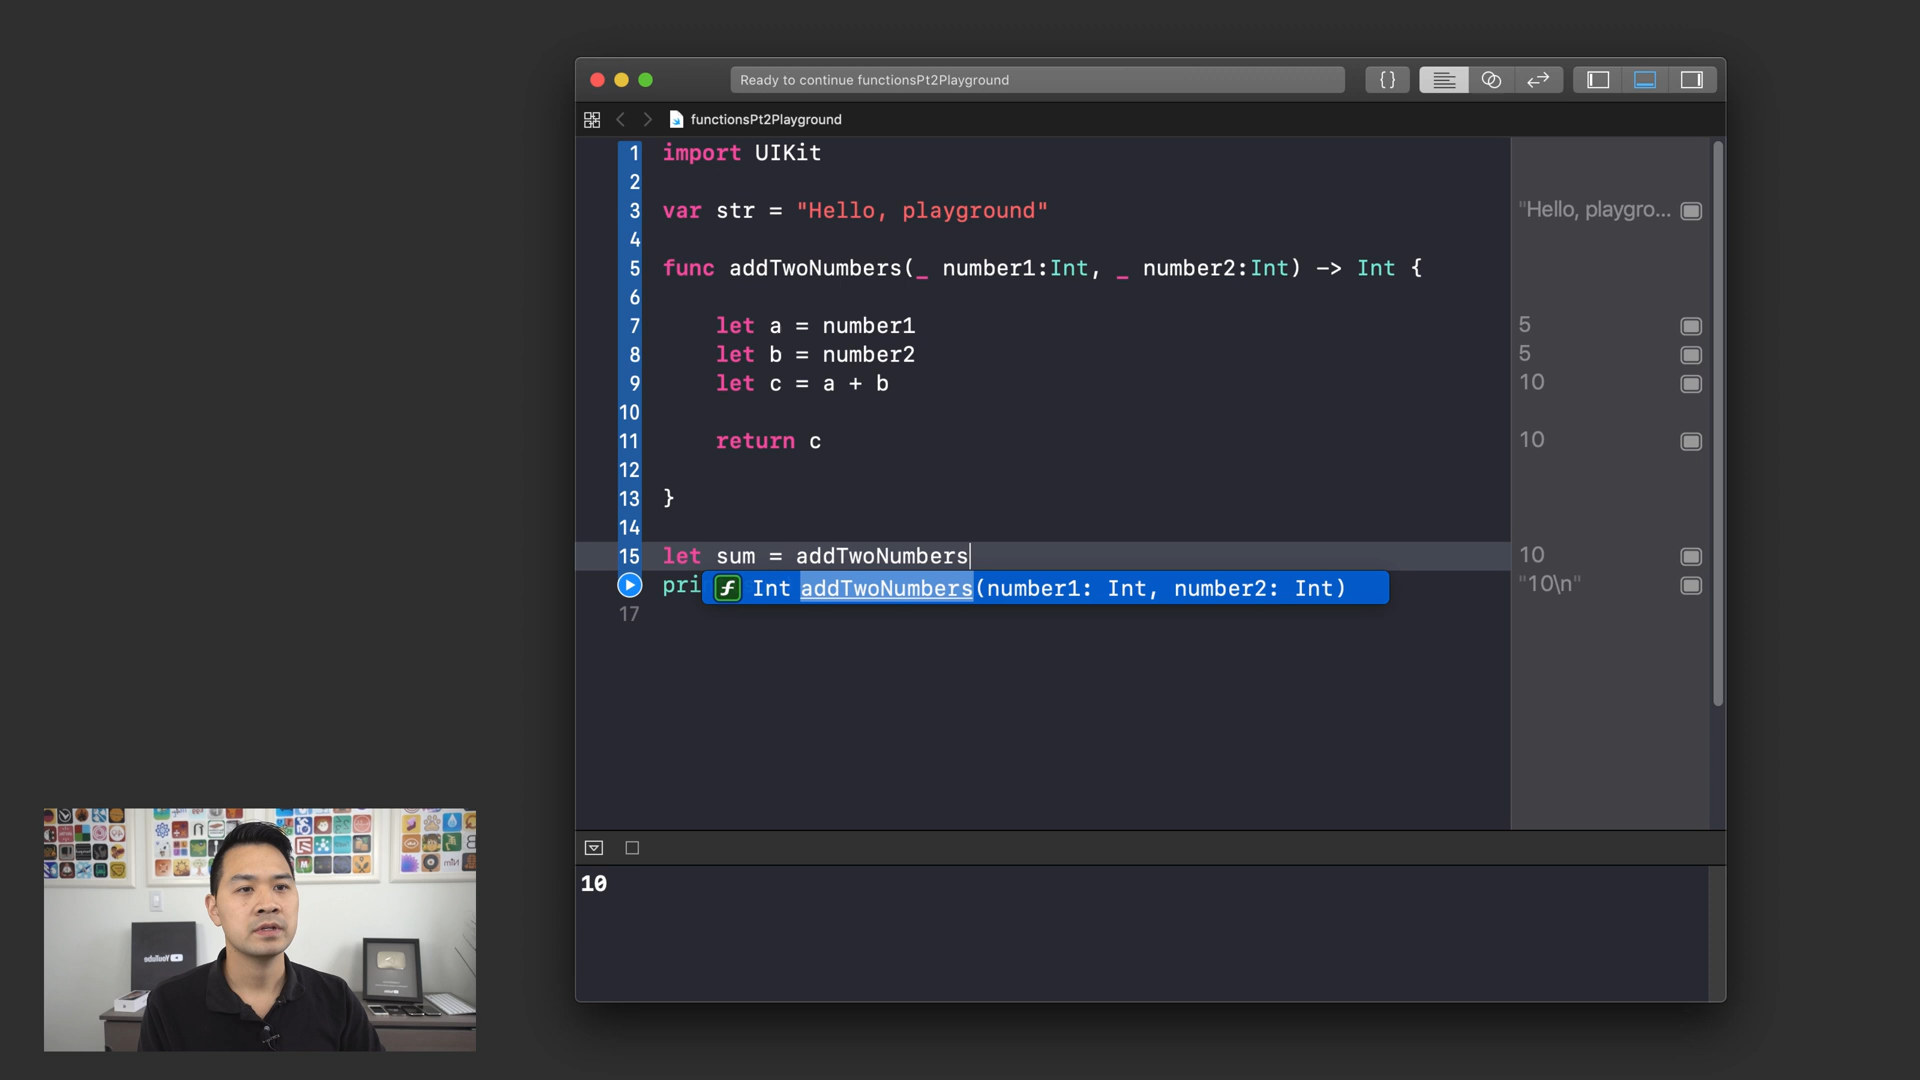 Ready to continue functionsPt2Playground
{}
functionsPt2Playground
1 import UIKit
2
3 var str = "Hello, playground"
"Hello, playgro...
4
5 func addTwoNumbers(_ number1:Int, _ number2:Int) -> Int {
6
7 let a = number1
5
8 let b = number2
5
9 let c = a + b
10
10
11 return c
10
12
13 }
14
15 let sum = addTwoNumbers
10
pri
f Int addTwoNumbers(number1: Int, number2: Int)
"10\n"
17
10